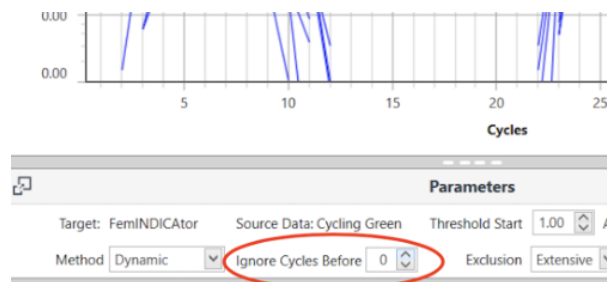 0.00
0.00
5 10 15 20 25
Cycles
Parameters
Target: FemINDICAtor Source Data: Cycling Green Threshold Start 1.00
Method Dynamic Ignore Cycles Before 0 Exclusion Extensive